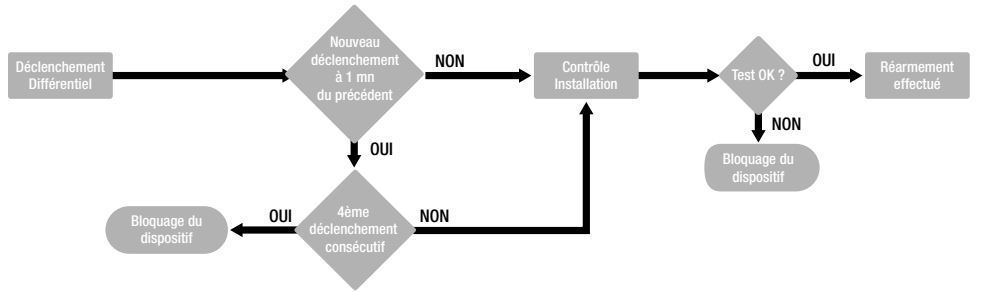 Déclenchement
Différentiel
Nouveau
déclenchement
à 1 mn
du précédent
NON
Contrôle
Installation
Test OK ?
OUI
Réarmement
effectué
NON
Bloquage du
dispositif
OUI
4ème
déclenchement
consécutif
OUI
NON
Bloquage du
dispositif